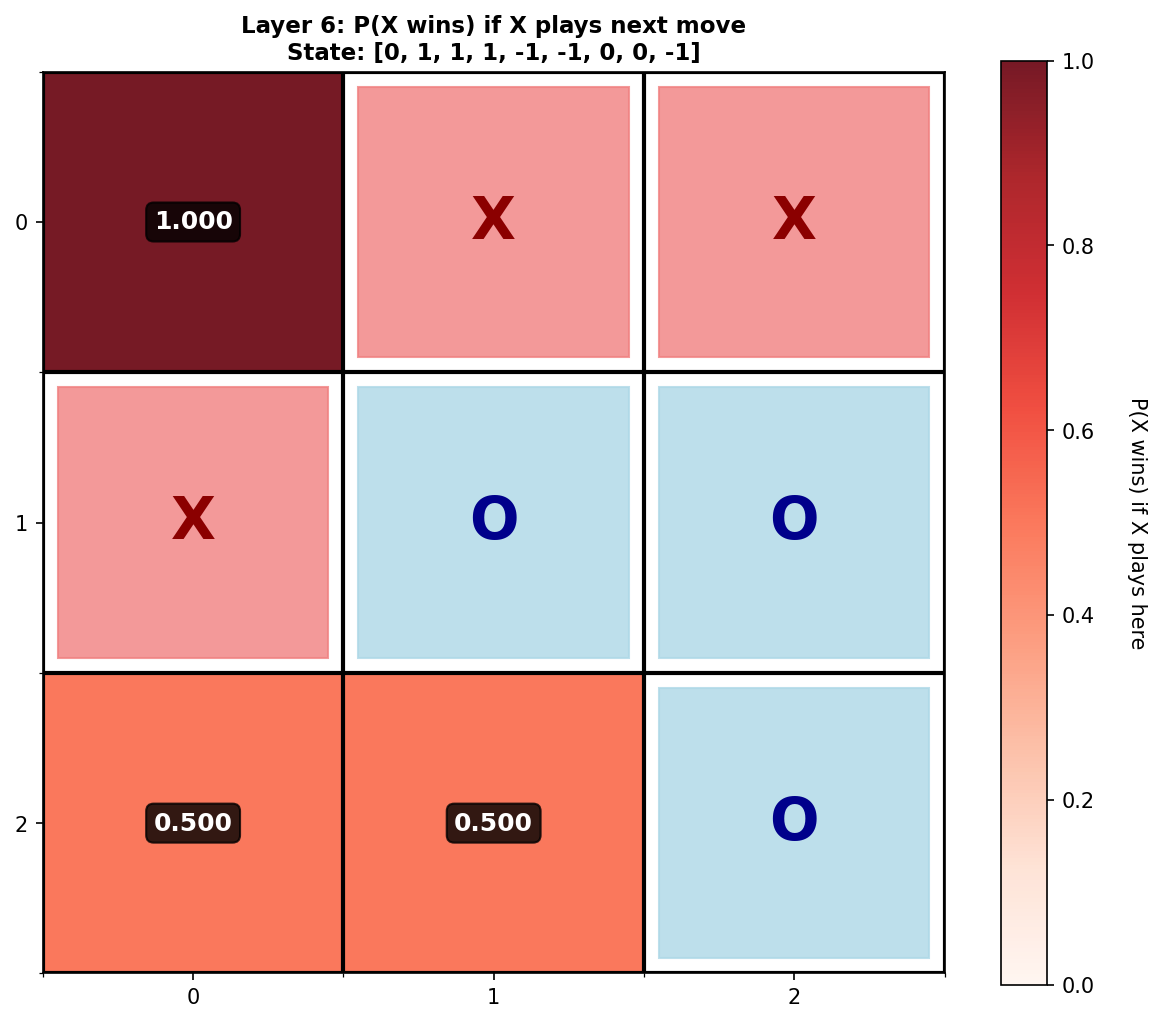 Layer 6: P(X wins) if X plays next move
State: [0, 1, 1, 1, -1, -1, 0, 0, -1]
0
1.000
X
X
1
X
O
O
2
0.500
0.500
O
0
1
2
1.0
0.8
0.6
0.4
0.2
0.0
P(X wins) if X plays here